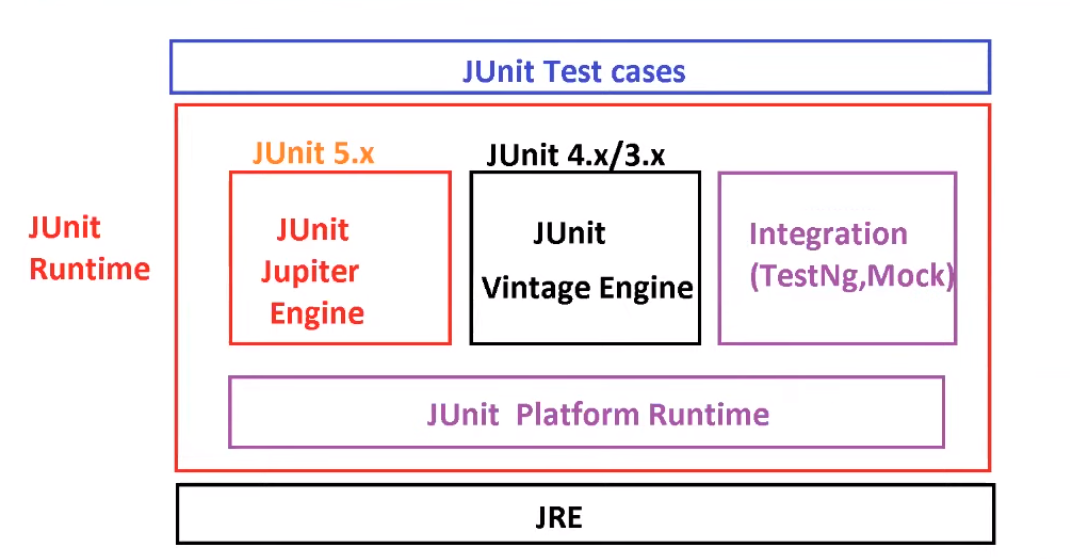 JUnit Test cases
JUnit 5.x
JUnit 4.x/3.x
JUnit
Runtime
JUnit
Jupiter
Engine
JUnit
Vintage Engine
Integration
(TestNg,Mock)
JUnit Platform Runtime
JRE